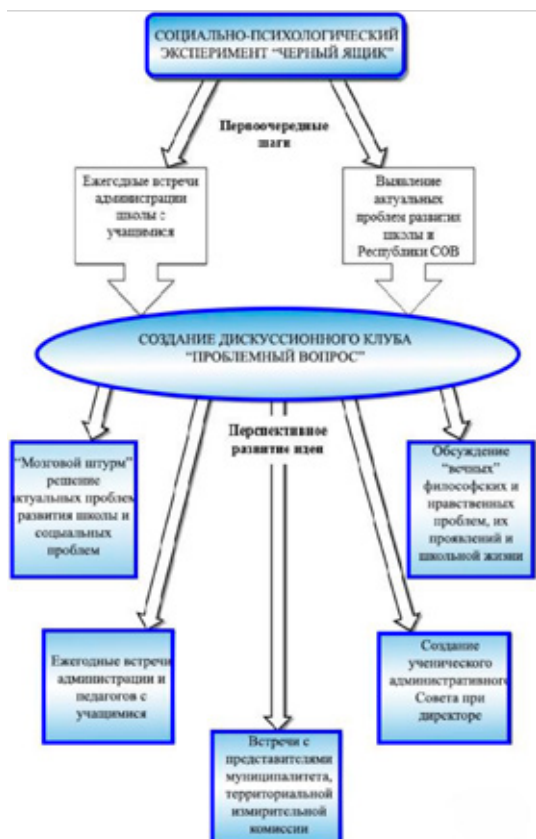 СОЦИАЛЬНО-ПСИХОЛОГИЧЕСКИЙ
ЭКСПЕРИМЕНТ “ЧЕРНЫЙ ЯЩИК”
Первоочередные
шаги
Ежегодные встречи
администрации
школы с
учащимися
Выявление
актуальных
проблем развития
школы и
Республики СОВ
СОЗДАНИЕ ДИСКУССИОННОГО КЛУБА
“ПРОБЛЕМНЫЙ ВОПРОС”
Перспективное
развитие идеи
“Мозговой штурм”
решение
актуальных проблем
развития школы и
социальных
проблем
Обсуждение
“вечных”
философских и
нравственных
проблем, их
проявлений и
школьной жизни
Ежегодные встречи
администрации и
педагогов с
учащимися
Создание
ученического
административного
Совета при
директоре
Встречи с
представителями
муниципалитета,
территориальной
измирительной
комиссии